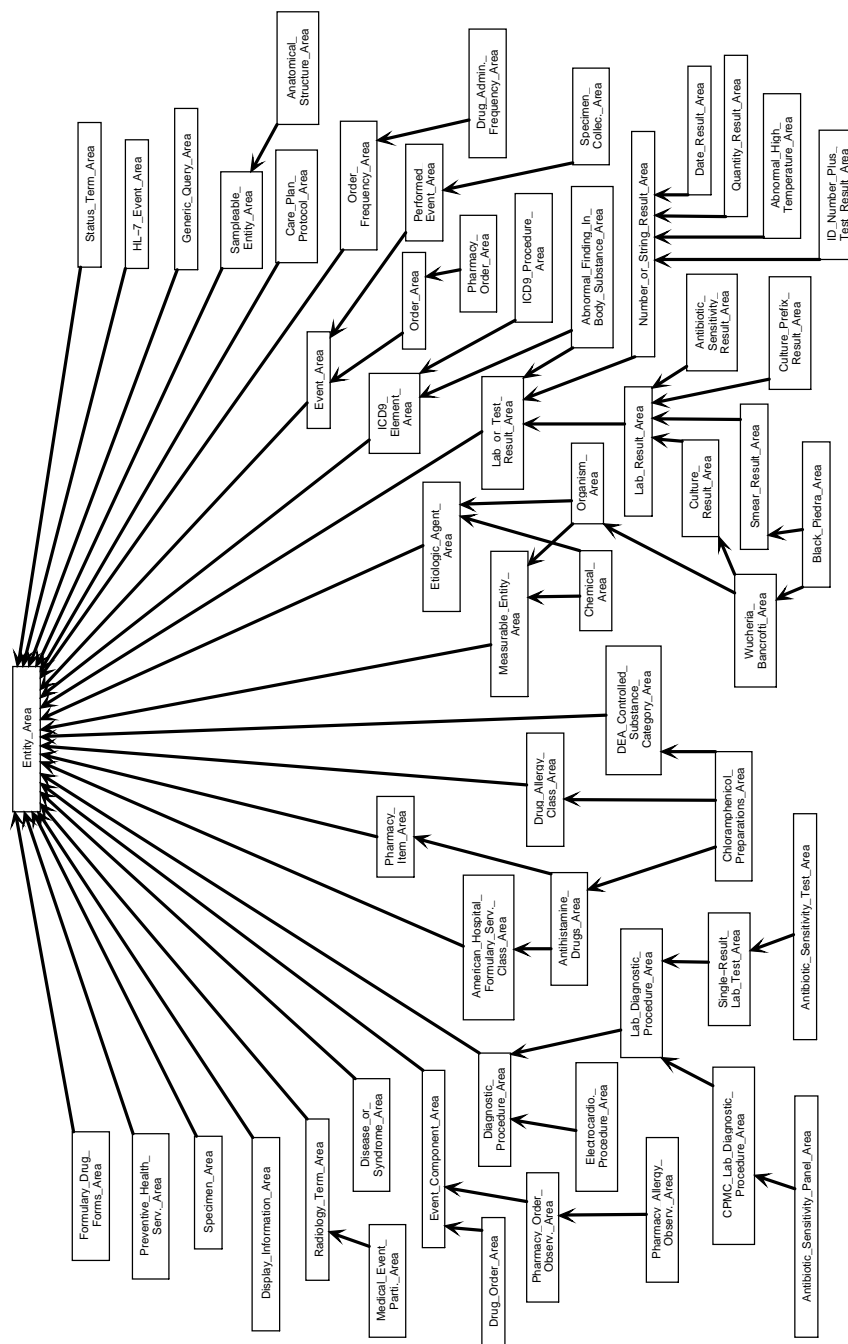 Entity_Area
Formulary_Drug_
Forms_Area
Preventive_Health_
Serv._Area
Specimen_Area
Display_Information_Area
Radiology_Term_Area
Medical_Event_
Parti._Area
Disease_or_
Syndrome_Area
Event_Component_Area
Drug_Order_Area
Pharmacy_Order_
Observ._Area
Pharmacy_Allergy_
Observ._Area
Diagnostic_
Procedure_Area
Electrocardio._
Procedure_Area
Lab_Diagnostic_
Procedure_Area
CPMC_Lab_Diagnostic_
Procedure_Area
Antibiotic_Sensitivity_Panel_Area
Single−Result_
Lab_Test_Area
Antibiotic_Sensitivity_Test_Area
American_Hospital_
Formulary_Serv._
Class_Area
Pharmacy_
Item_Area
Antihistamine_
Drugs_Area
Drug_Allergy_
Class_Area
DEA_Controlled_
Substance_
Category_Area
Chloramphenicol_
Preparations_Area
Measurable_Entity_
Area
Etiologic_Agent_
Area
Chemical_
Area
Organism_
Area
Wucheria_
Bancrofti_Area
Black_Piedra_Area
Culture_
Result_Area
Smear_Result_Area
Lab_Result_Area
Culture_Prefix_
Result_Area
Antibiotic_
Sensitivity_
Result_Area
Lab_or_Test_
Result_Area
ICD9_
Element_
Area
Abnormal_Finding_In_
Body_Substance_Area
ICD9_Procedure_
Area
Number_or_String_Result_Area
ID_Number_Plus_
Test_Result_Area
Abnormal_High_
Temperature_Area
Quantity_Result_Area
Date_Result_Area
Event_Area
Order_Area
Pharmacy_
Order_Area
Performed_
Event_Area
Specimen_
Collec._Area
Order_
Frequency_Area
Drug_Admin._
Frequency_Area
Care_Plan_
Protocol_Area
Sampleable_
Entity_Area
Anatomical_
Structure_Area
Generic_Query_Area
HL−7_Event_Area
Status_Term_Area